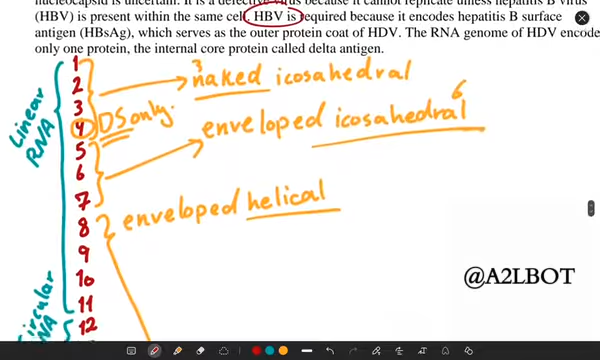 nucleocapsid is uncertain. It is a defective virus because it cannot replicate unless hepatitis B virus
(HBV) is present within the same cell. HBV is required because it encodes hepatitis B surface
antigen (HBsAg), which serves as the outer protein coat of HDV. The RNA genome of HDV encode
only one protein, the internal core protein called delta antigen.
Linear RNA
1
2
3
4 DS only.
5
6
7
8
9
10
11
12
3 naked icosahedral
enveloped icosahedral 6
enveloped helical
@A2LBOT